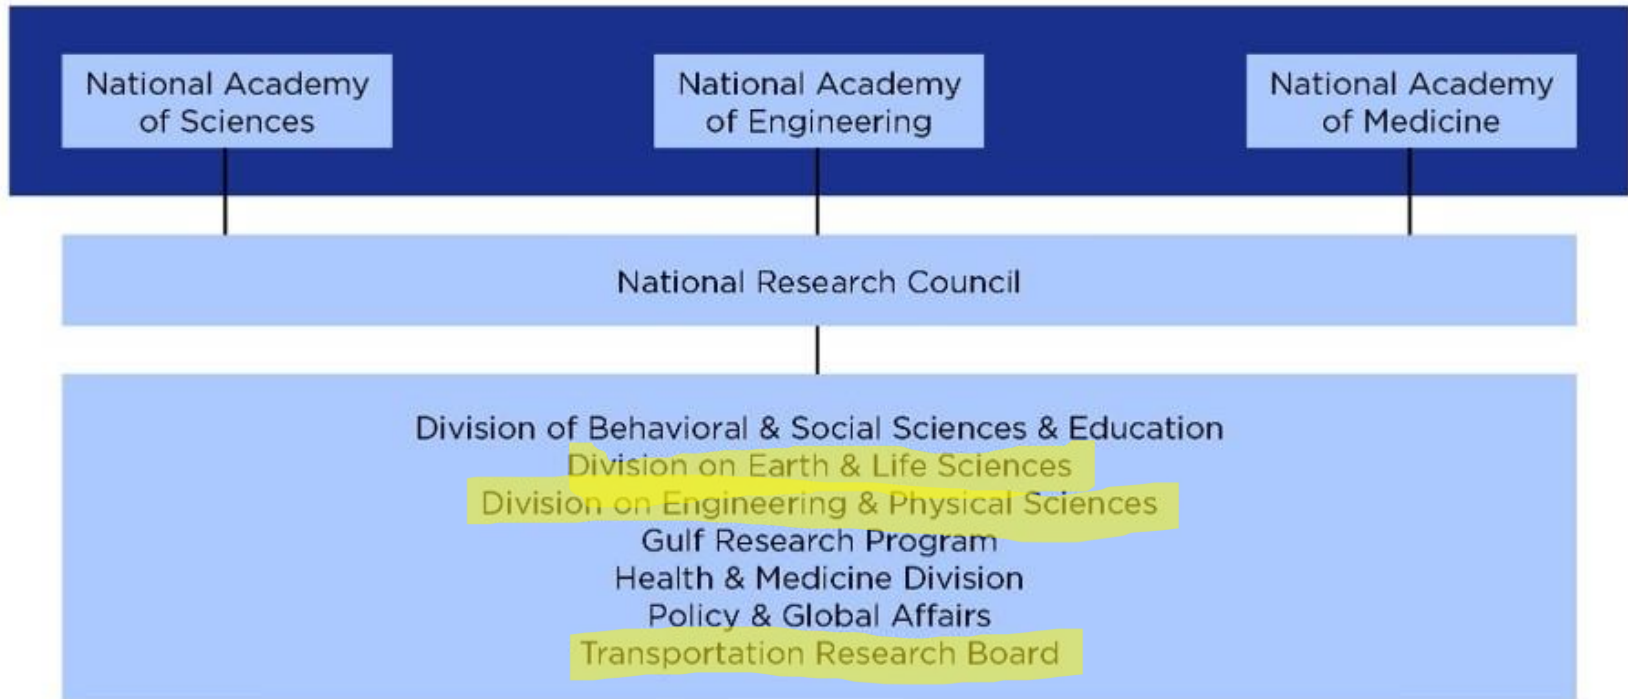 National Academy
of Sciences
National Academy
of Engineering
National Academy
of Medicine
National Research Council
Division of Behavioral & Social Sciences & Education
Division on Earth & Life Sciences
Division on Engineering & Physical Sciences
Gulf Research Program
Health & Medicine Division
Policy & Global Affairs
Transportation Research Board